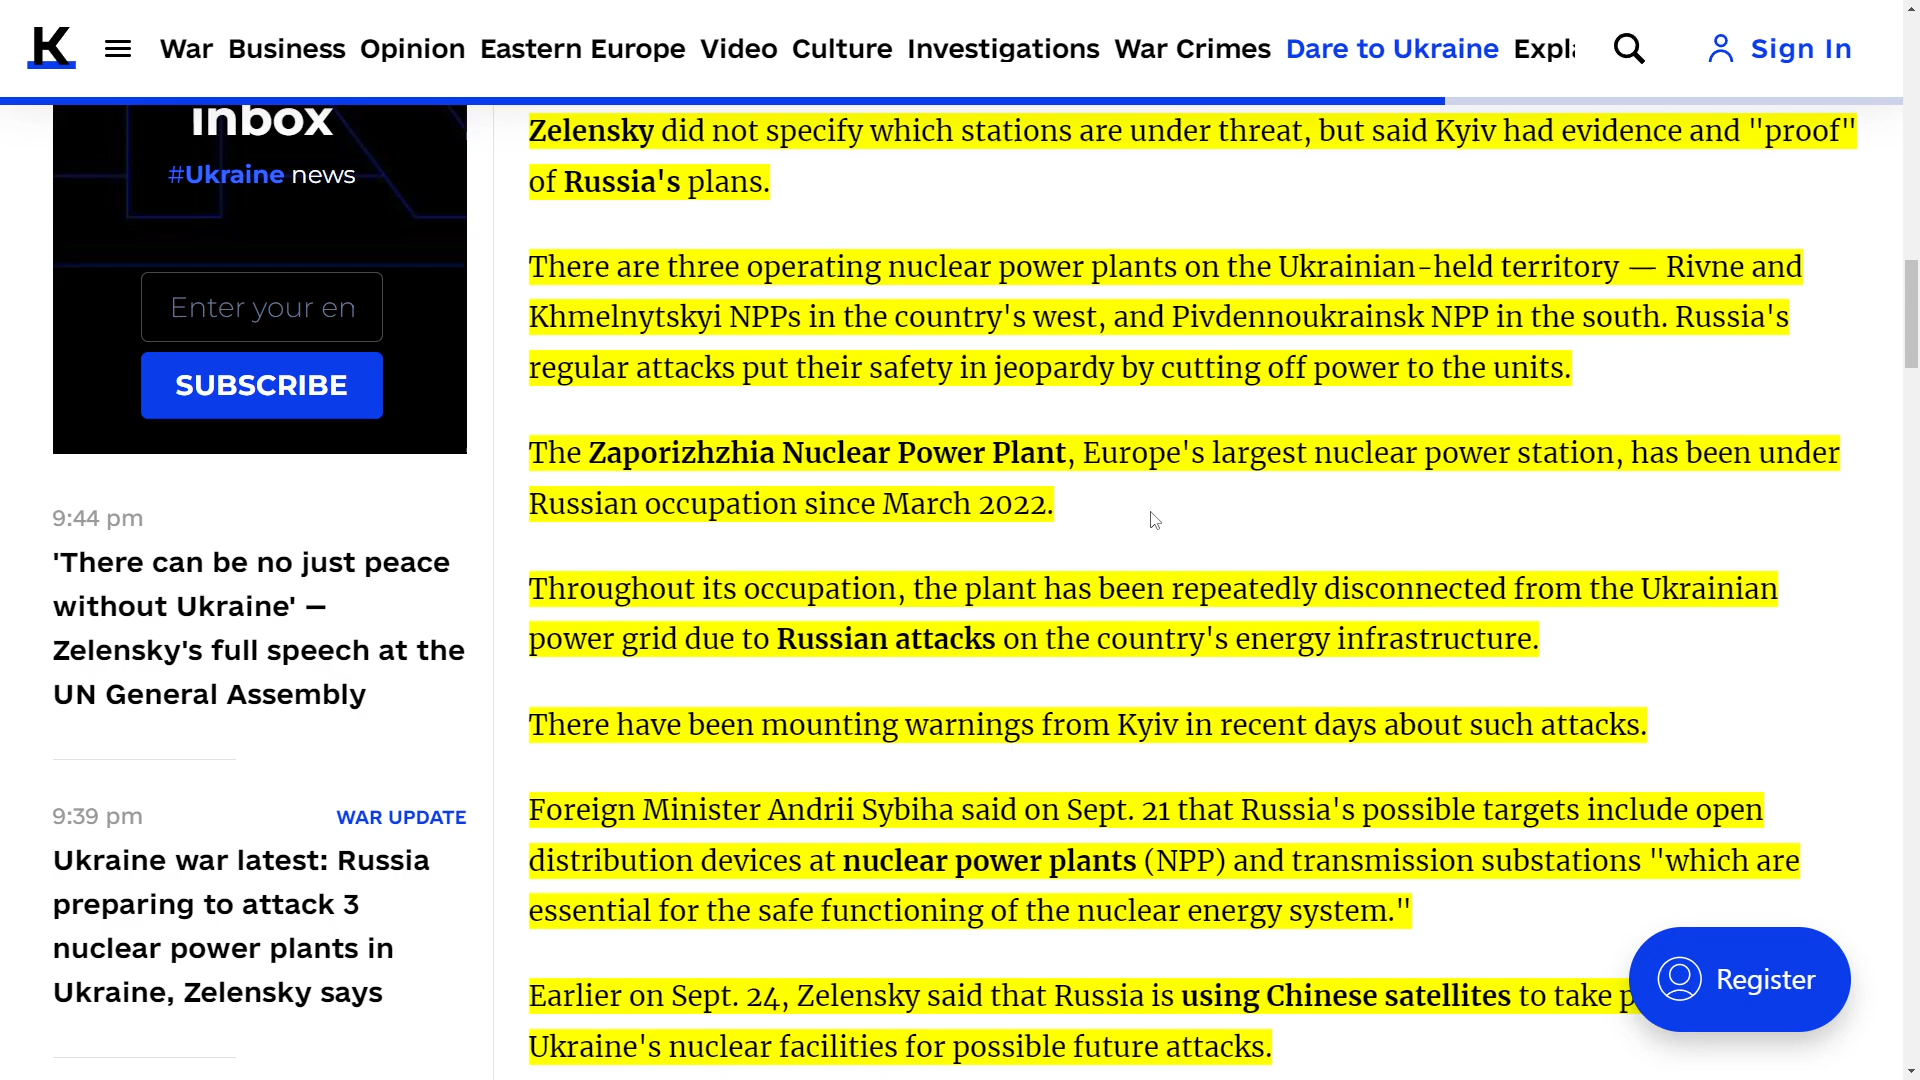 K
War Business Opinion Eastern Europe Video Culture Investigations War Crimes Dare to Ukraine Expla
Sign In
inbox
#Ukraine news
Enter your en
SUBSCRIBE
9:44 pm
'There can be no just peace
without Ukraine' —
Zelensky's full speech at the
UN General Assembly
9:39 pm
WAR UPDATE
Ukraine war latest: Russia
preparing to attack 3
nuclear power plants in
Ukraine, Zelensky says
Zelensky did not specify which stations are under threat, but said Kyiv had evidence and "proof"
of Russia's plans.
There are three operating nuclear power plants on the Ukrainian-held territory — Rivne and
Khmelnytskyi NPPs in the country's west, and Pivdennoukrainsk NPP in the south. Russia's
regular attacks put their safety in jeopardy by cutting off power to the units.
The Zaporizhzhia Nuclear Power Plant, Europe's largest nuclear power station, has been under
Russian occupation since March 2022.
Throughout its occupation, the plant has been repeatedly disconnected from the Ukrainian
power grid due to Russian attacks on the country's energy infrastructure.
There have been mounting warnings from Kyiv in recent days about such attacks.
Foreign Minister Andrii Sybiha said on Sept. 21 that Russia's possible targets include open
distribution devices at nuclear power plants (NPP) and transmission substations "which are
essential for the safe functioning of the nuclear energy system."
Earlier on Sept. 24, Zelensky said that Russia is using Chinese satellites to take
Ukraine's nuclear facilities for possible future attacks.
Register